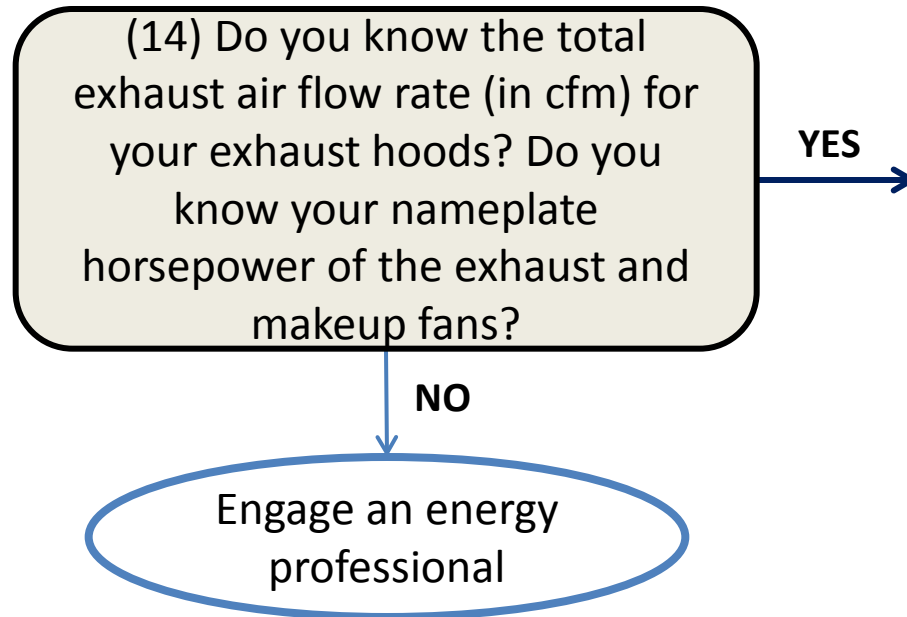 (14) Do you know the total
exhaust air flow rate (in cfm) for
your exhaust hoods? Do you
know your nameplate
horsepower of the exhaust and
makeup fans?
YES
NO
Engage an energy
professional